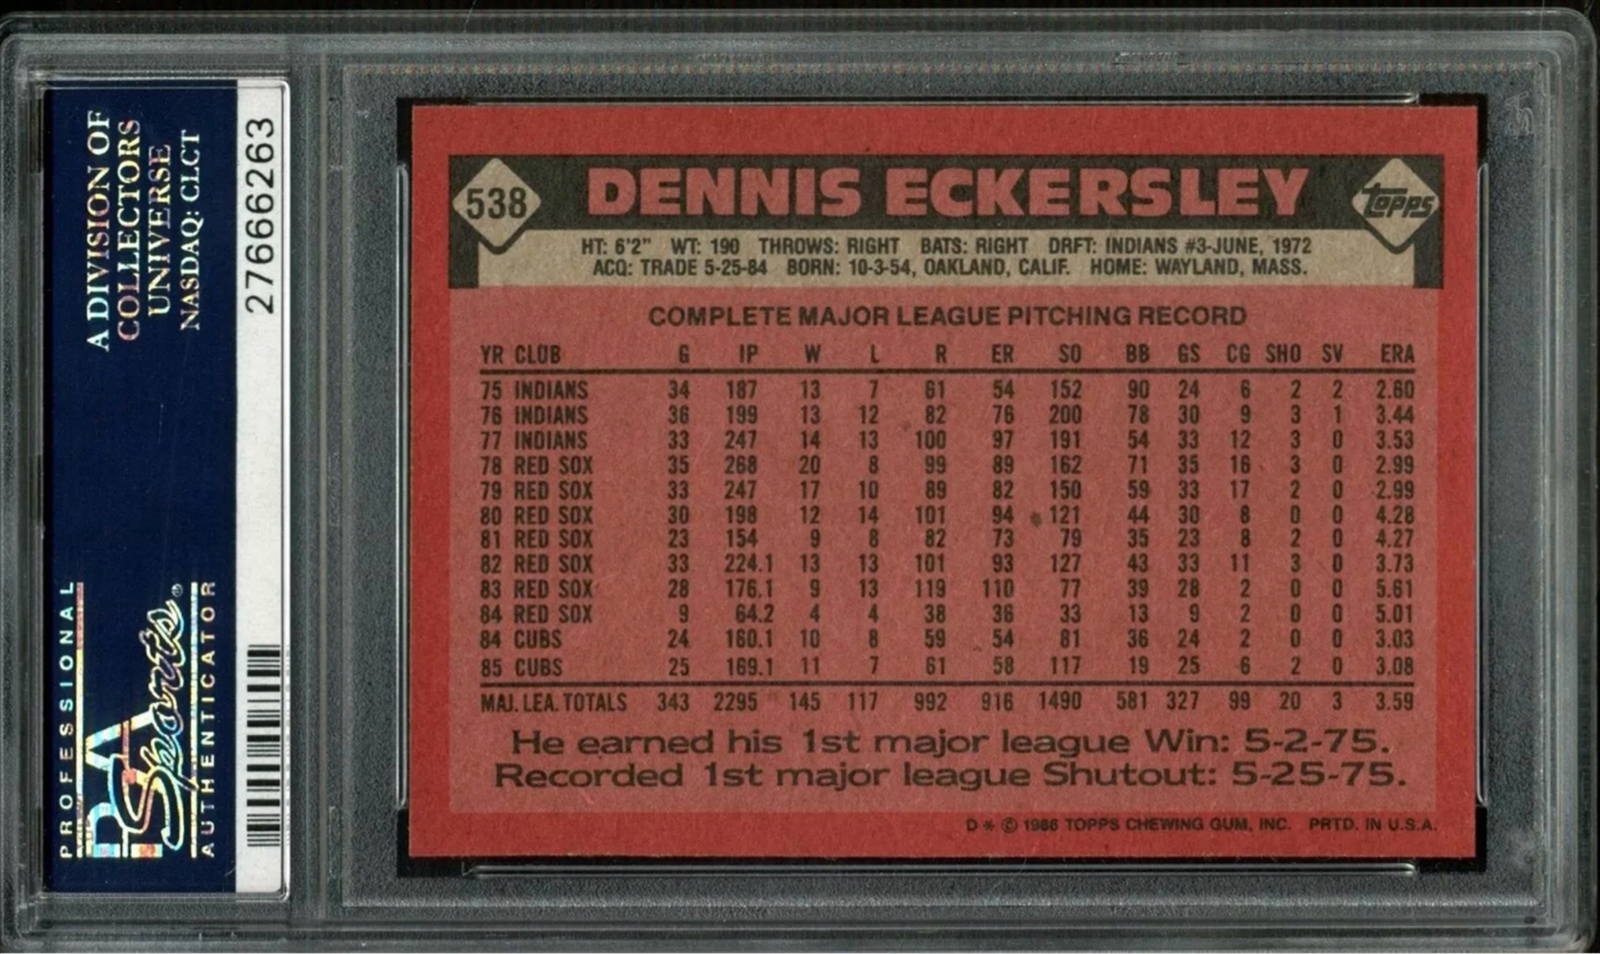 A DIVISION OF
COLLECTORS
UNIVERSE
NASDAQ: CLCT
27666263
PROFESSIONAL
PSA
Sports®
AUTHENTICATOR
538 DENNIS ECKERSLEY Topps
HT: 6'2" WT: 190 THROWS: RIGHT BATS: RIGHT DRFT: INDIANS #3-JUNE, 1972
ACQ: TRADE 5-25-84 BORN: 10-3-54, OAKLAND, CALIF. HOME: WAYLAND, MASS.
COMPLETE MAJOR LEAGUE PITCHING RECORD
YR CLUB G IP W L R ER SO BB GS CG SHO SV ERA
75 INDIANS 34 187 13 7 61 54 152 90 24 6 2 2 2.60
76 INDIANS 36 199 13 12 82 76 200 78 30 9 3 1 3.44
77 INDIANS 33 247 14 13 100 97 191 54 33 12 3 0 3.53
78 RED SOX 35 268 20 8 99 89 162 71 35 16 3 0 2.99
79 RED SOX 33 247 17 10 89 82 150 59 33 17 2 0 2.99
80 RED SOX 30 198 12 14 101 94 121 44 30 8 0 0 4.28
81 RED SOX 23 154 9 8 82 73 79 35 23 8 2 0 4.27
82 RED SOX 33 224.1 13 13 101 93 127 43 33 11 3 0 3.73
83 RED SOX 28 176.1 9 13 119 110 77 39 28 2 0 0 5.61
84 RED SOX 9 64.2 4 4 38 36 33 13 9 2 0 0 5.01
84 CUBS 24 160.1 10 8 59 54 81 36 24 2 0 0 3.03
85 CUBS 25 169.1 11 7 61 58 117 19 25 6 2 0 3.08
MAJ. LEA. TOTALS 343 2295 145 117 992 916 1490 581 327 99 20 3 3.59
He earned his 1st major league Win: 5-2-75.
Recorded 1st major league Shutout: 5-25-75.
D * © 1986 TOPPS CHEWING GUM, INC. PRTD. IN U.S.A.